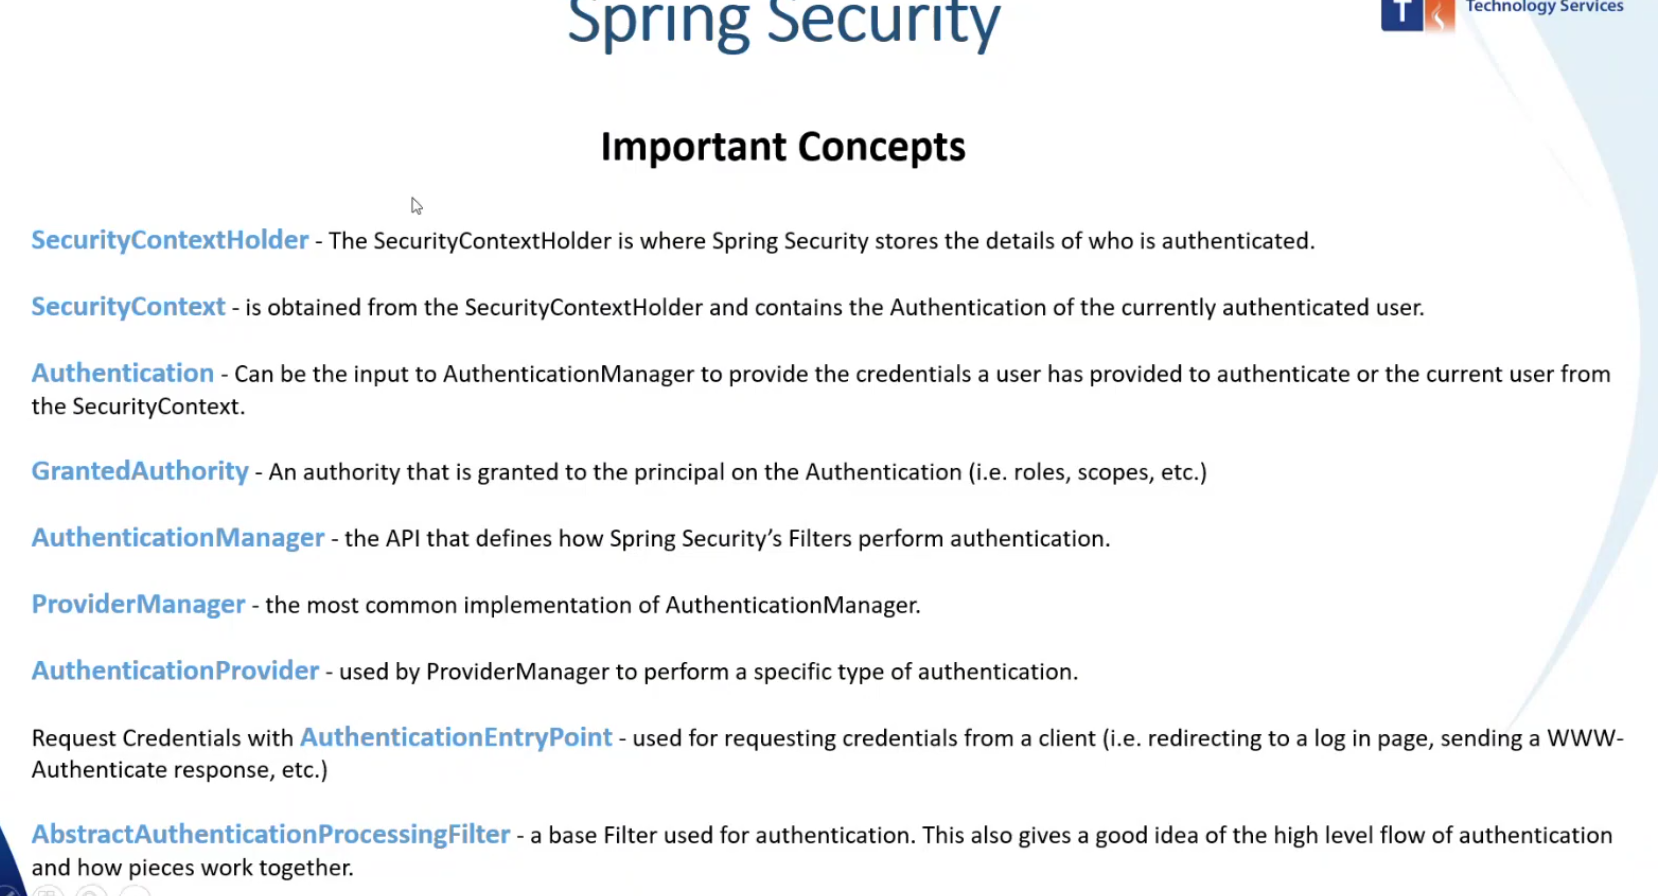 Spring Security
Technology Services
Important Concepts
SecurityContextHolder - The SecurityContextHolder is where Spring Security stores the details of who is authenticated.
SecurityContext - is obtained from the SecurityContextHolder and contains the Authentication of the currently authenticated user.
Authentication - Can be the input to AuthenticationManager to provide the credentials a user has provided to authenticate or the current user from
the SecurityContext.
GrantedAuthority - An authority that is granted to the principal on the Authentication (i.e. roles, scopes, etc.)
AuthenticationManager - the API that defines how Spring Security’s Filters perform authentication.
ProviderManager - the most common implementation of AuthenticationManager.
AuthenticationProvider - used by ProviderManager to perform a specific type of authentication.
Request Credentials with AuthenticationEntryPoint - used for requesting credentials from a client (i.e. redirecting to a log in page, sending a WWW-
Authenticate response, etc.)
AbstractAuthenticationProcessingFilter - a base Filter used for authentication. This also gives a good idea of the high level flow of authentication
and how pieces work together.